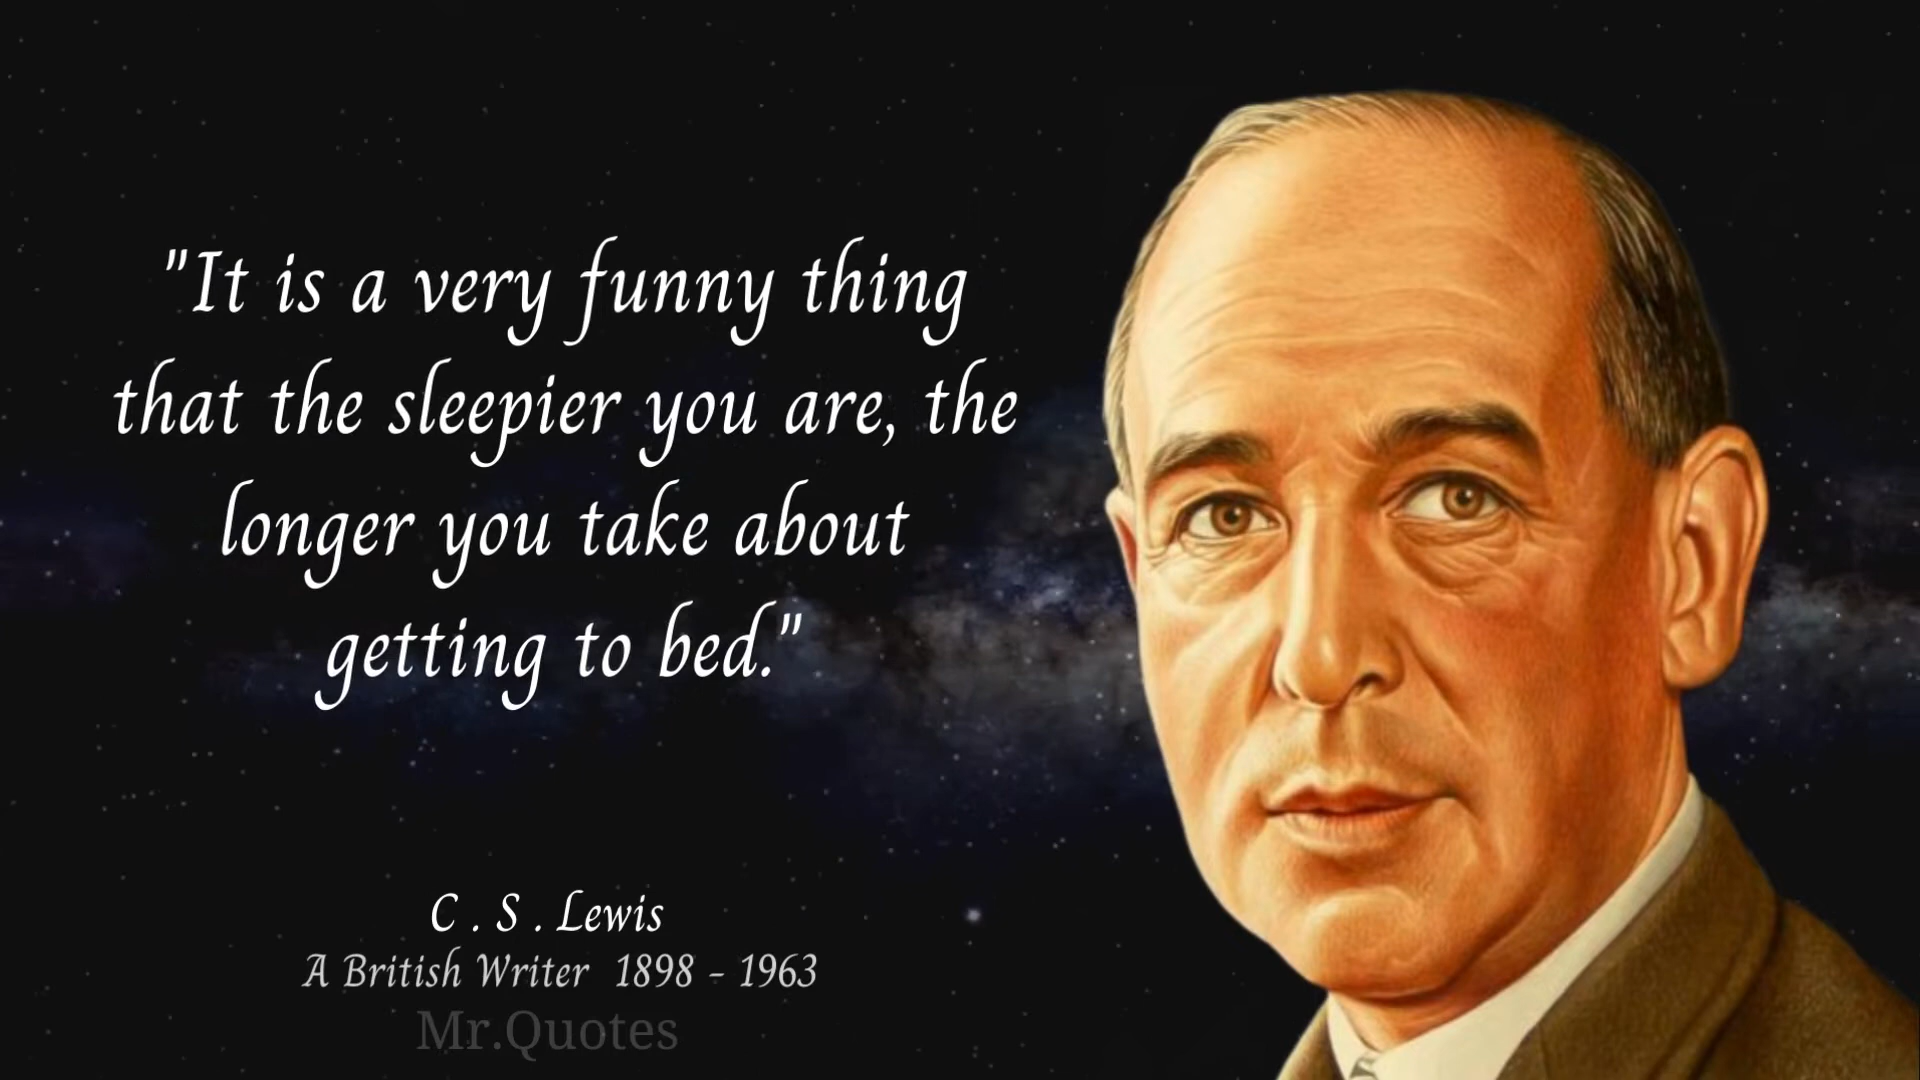 "It is a very funny thing
that the sleepier you are, the
longer you take about
getting to bed."
C . S . Lewis
A British Writer 1898 - 1963
Mr.Quotes